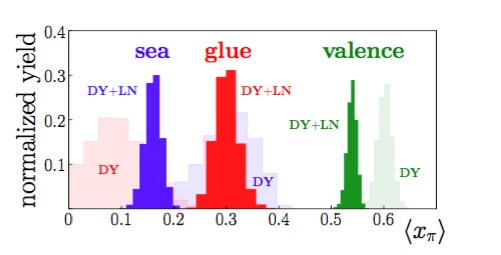 normalized yield
0.4
0.3
0.2
0.1
sea glue valence
DY+LN DY+LN DY+LN
DY DY DY
0 0.1 0.2 0.3 0.4 0.5 0.6
⟨xπ⟩